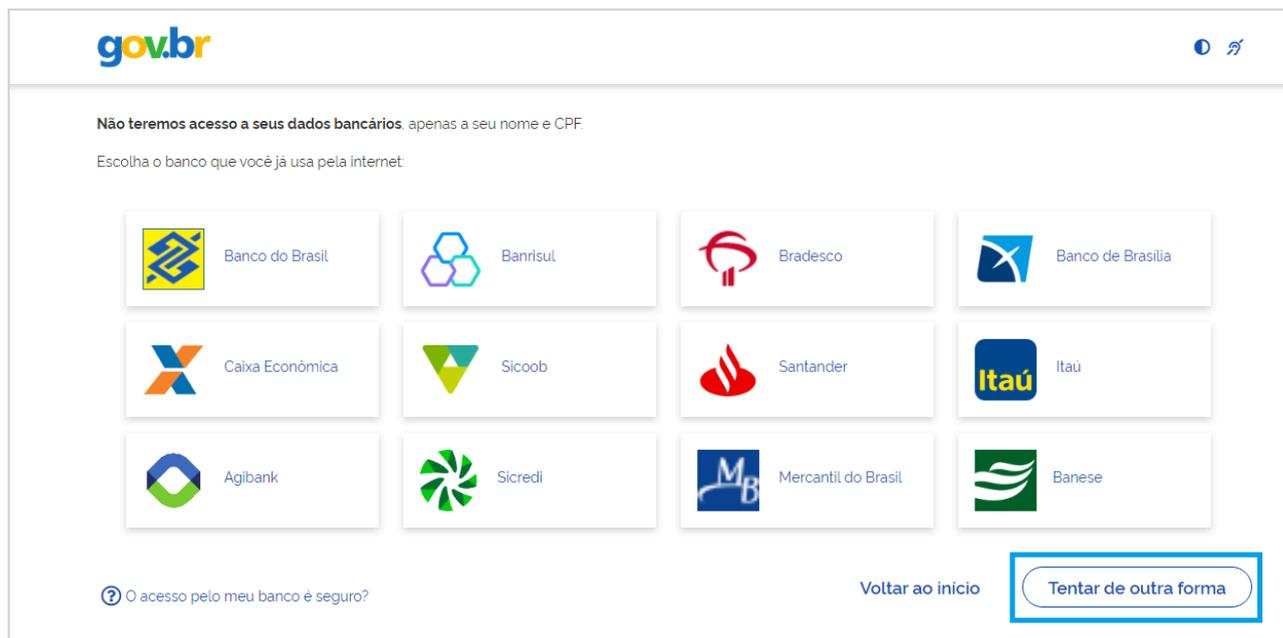 gov.br
Não teremos acesso a seus dados bancários, apenas a seu nome e CPF.
Escolha o banco que você já usa pela internet:
Banco do Brasil
Banrisul
Bradesco
Banco de Brasília
Caixa Econômica
Sicoob
Santander
Itaú
Itaú
Agibank
Sicredi
MB
Mercantil do Brasil
Banese
? O acesso pelo meu banco é seguro?
Voltar ao início
Tentar de outra forma